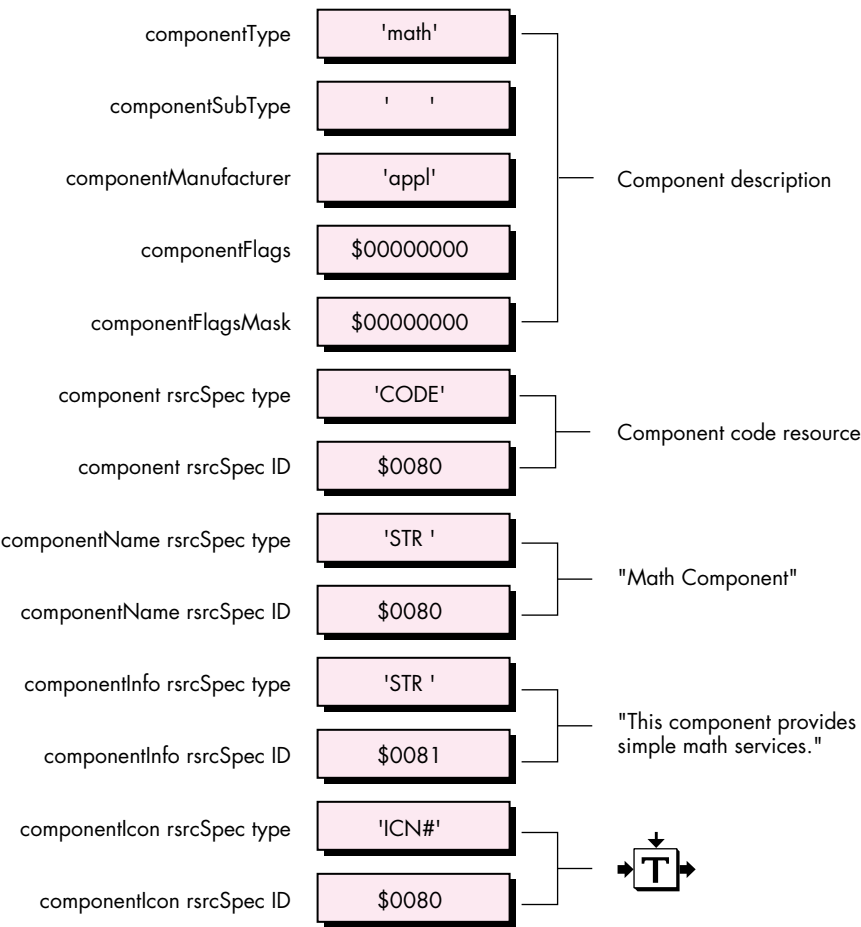 componentType 'math'
componentSubType '    '
componentManufacturer 'appl' Component description
componentFlags $00000000
componentFlagsMask $00000000
component rsrcSpec type 'CODE'
Component code resource
component rsrcSpec ID $0080
componentName rsrcSpec type 'STR '
"Math Component"
componentName rsrcSpec ID $0080
componentInfo rsrcSpec type 'STR '
"This component provides
simple math services."
componentInfo rsrcSpec ID $0081
componentIcon rsrcSpec type 'ICN#'
T
componentIcon rsrcSpec ID $0080